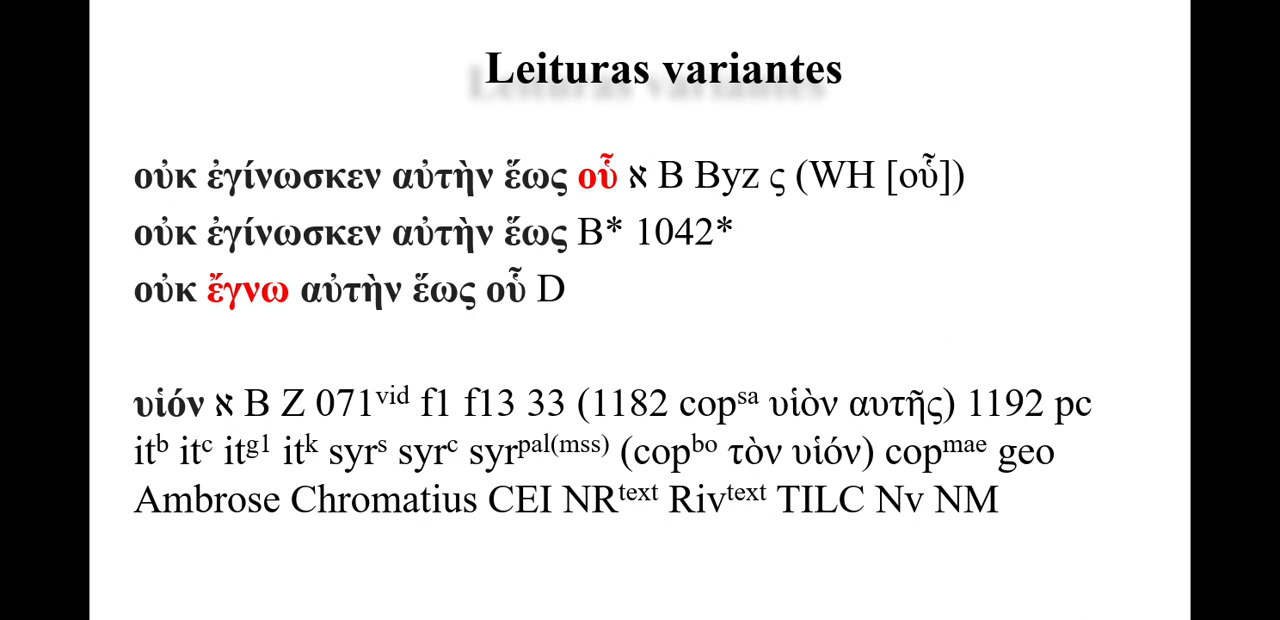 Leituras variantes
οὐκ ἐγίνωσκεν αὐτὴν ἕως οὗ א B Byz ς (WH [οὗ])
οὐκ ἐγίνωσκεν αὐτὴν ἕως B* 1042*
οὐκ ἔγνω αὐτὴν ἕως οὗ D
υἱόν א B Z 071vid f1 f13 33 (1182 copsa υἱὸν αυτῆς) 1192 pc
itb itc itg1 itk syrs syrc syrpal(mss) (copbo τὸν υἱόν) copmae geo
Ambrose Chromatius CEI NRtext Rivtext TILC Nv NM